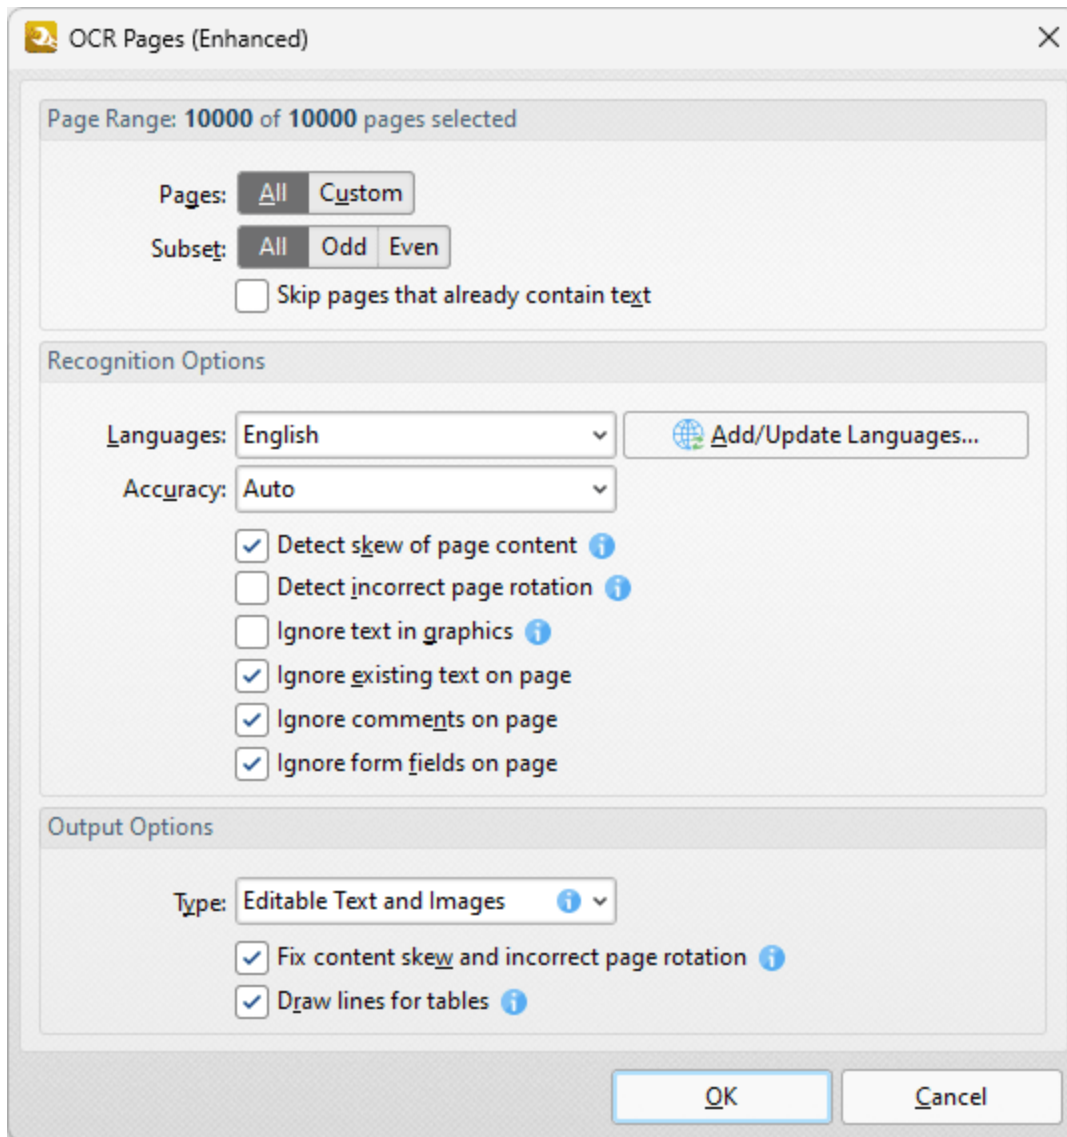 OCR Pages (Enhanced)
Page Range: 10000 of 10000 pages selected
Pages: All Custom
Subset: All Odd Even
Skip pages that already contain text
Recognition Options
Languages: English Add/Update Languages...
Accuracy: Auto
Detect skew of page content
Detect incorrect page rotation
Ignore text in graphics
Ignore existing text on page
Ignore comments on page
Ignore form fields on page
Output Options
Type: Editable Text and Images
Fix content skew and incorrect page rotation
Draw lines for tables
OK Cancel